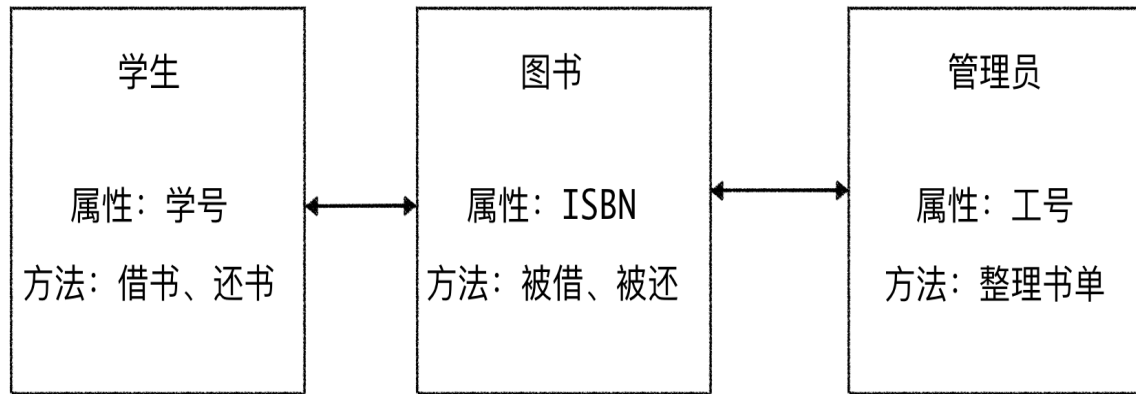 学生
属性：学号
方法：借书、还书
图书
属性：ISBN
方法：被借、被还
管理员
属性：工号
方法：整理书单